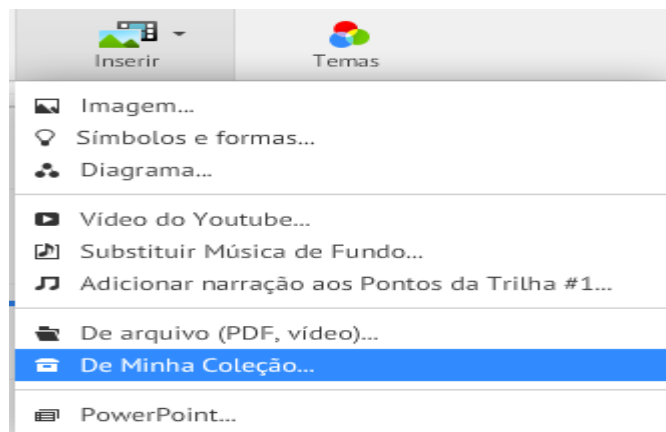 Inserir
Temas
Imagem...
Símbolos e formas...
Diagrama...
Vídeo do Youtube...
Substituir Música de Fundo...
Adicionar narração aos Pontos da Trilha #1...
De arquivo (PDF, vídeo)...
De Minha Coleção...
PowerPoint...